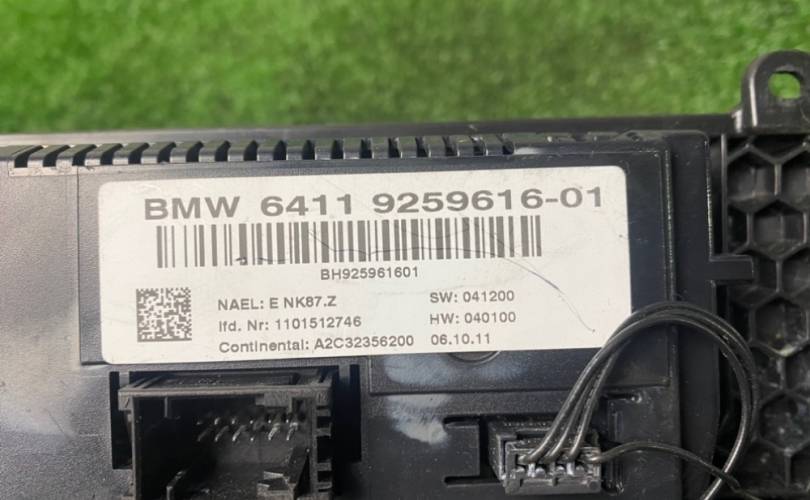 BMW 6411 9259616-01
BH925961601
NAEL: E NK87.Z SW: 041200
lfd. Nr: 1101512746 HW: 040100
Continental: A2C32356200 06.10.11